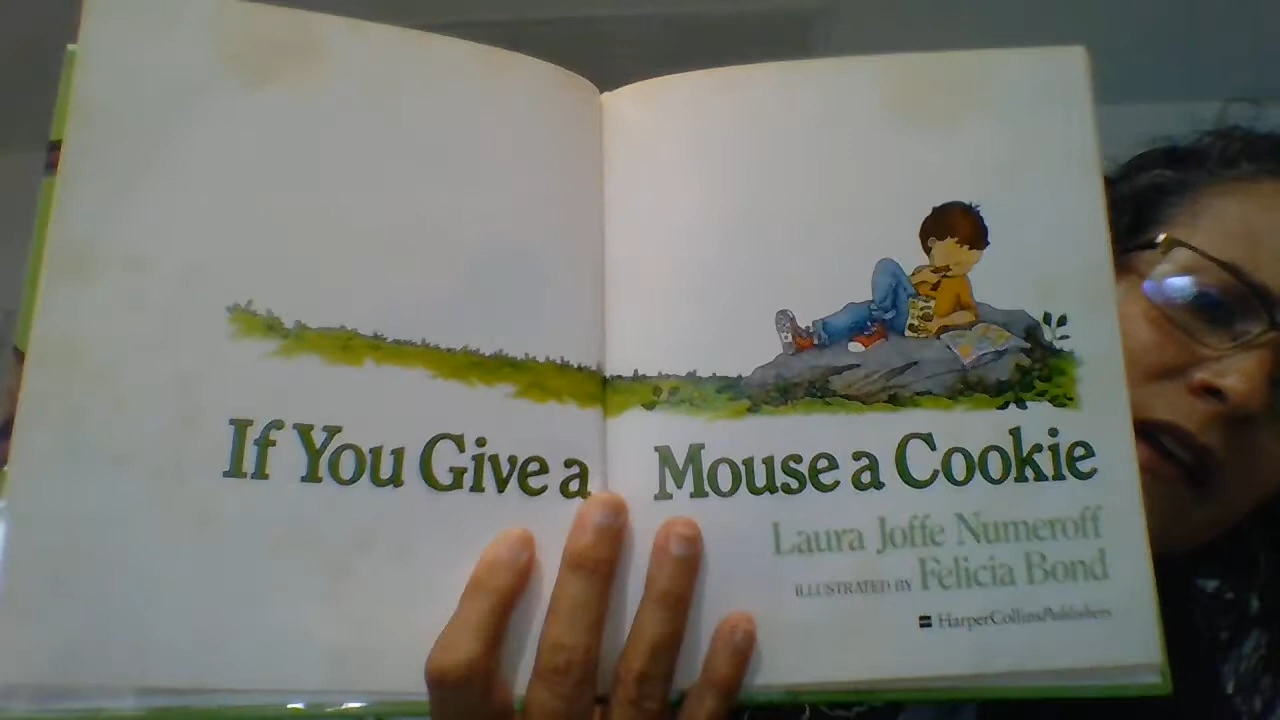 If You Give a Mouse a Cookie
Laura Joffe Numeroff
ILLUSTRATED BY Felicia Bond
HarperCollinsPublishers